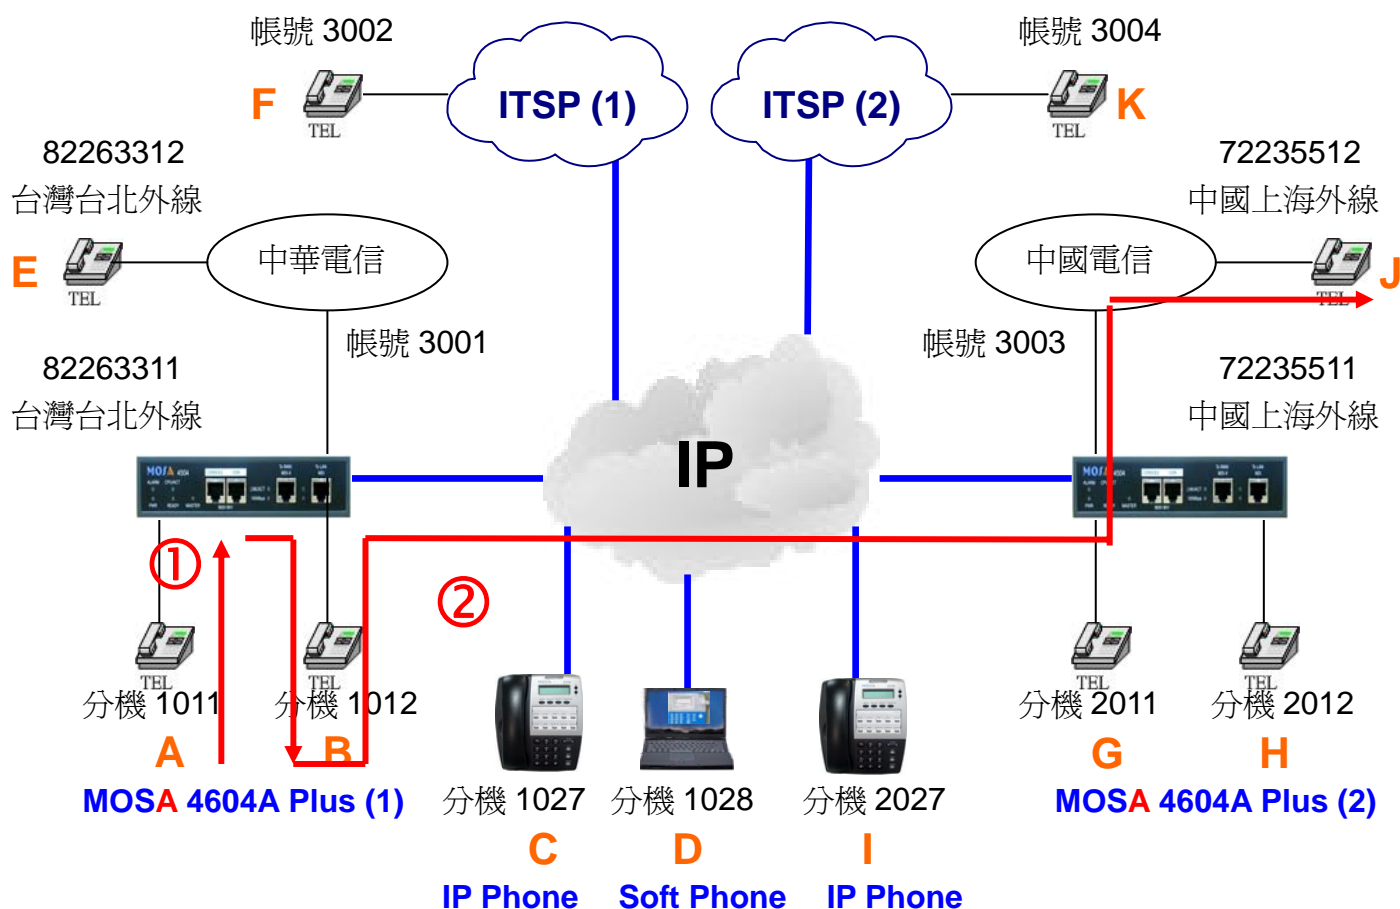 帳號 3002
帳號 3004
F
TEL
ITSP (1)
ITSP (2)
TEL
K
82263312
台灣台北外線
72235512
中國上海外線
E
TEL
中華電信
中國電信
TEL
J
帳號 3001
帳號 3003
82263311
台灣台北外線
72235511
中國上海外線
IP
MOSA 4504
MOSA 4504
①
②
TEL
分機 1011
TEL
分機 1012
TEL
分機 2011
TEL
分機 2012
A
B
G
H
MOSA 4604A Plus (1)
分機 1027
分機 1028
分機 2027
MOSA 4604A Plus (2)
C
D
I
IP Phone
Soft Phone
IP Phone